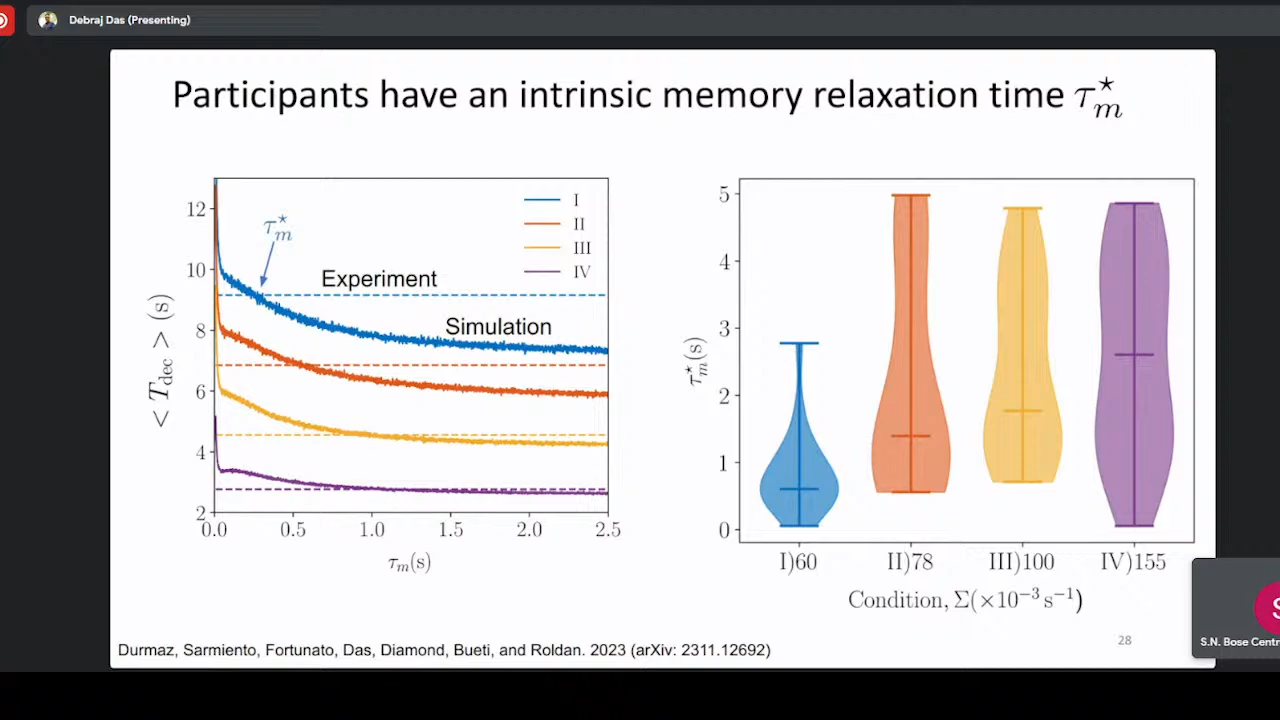 Debraj Das (Presenting)
Participants have an intrinsic memory relaxation time τ*ₘ
I
II
III
IV
τ*ₘ
Experiment
Simulation
12
10
8
6
4
2
< T_dec > (s)
0.0 0.5 1.0 1.5 2.0 2.5
τₘ(s)
5
4
3
2
1
0
τ*ₘ(s)
I)60 II)78 III)100 IV)155
Condition, Σ(×10⁻³ s⁻¹)
28
S
S.N. Bose Centr
Durmaz, Sarmiento, Fortunato, Das, Diamond, Bueti, and Roldan. 2023 (arXiv: 2311.12692)